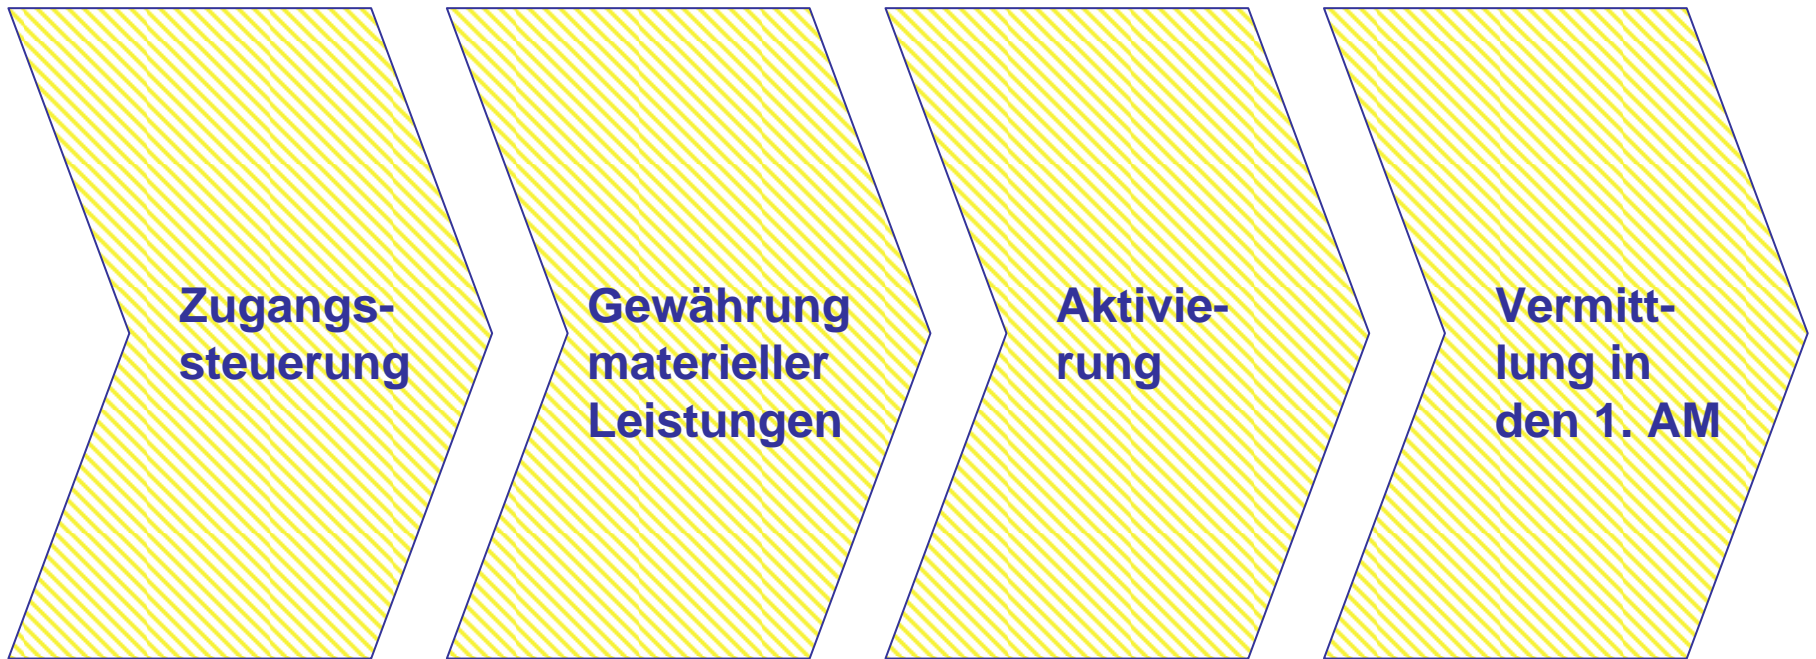 Zugangs-
steuerung
Gewährung
materieller
Leistungen
Aktivie-
rung
Vermitt-
lung in
den 1. AM